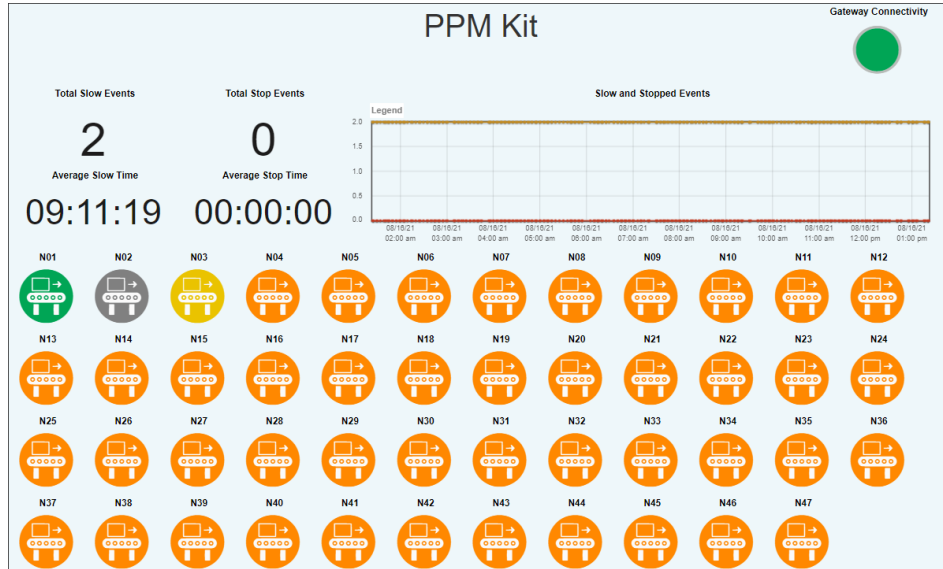 PPM Kit
Gateway Connectivity
Total Slow Events
Total Stop Events
Slow and Stopped Events
2
0
Average Slow Time
Average Stop Time
09:11:19
00:00:00
Legend
2.0
1.5
1.0
0.5
0.0
08/16/21 08/16/21 08/16/21 08/16/21 08/16/21 08/16/21 08/16/21 08/16/21 08/16/21 08/16/21 08/16/21 08/16/21
02:00 am 03:00 am 04:00 am 05:00 am 06:00 am 07:00 am 08:00 am 09:00 am 10:00 am 11:00 am 12:00 pm 01:00 pm
N01 N02 N03 N04 N05 N06 N07 N08 N09 N10 N11 N12
N13 N14 N15 N16 N17 N18 N19 N20 N21 N22 N23 N24
N25 N26 N27 N28 N29 N30 N31 N32 N33 N34 N35 N36
N37 N38 N39 N40 N41 N42 N43 N44 N45 N46 N47